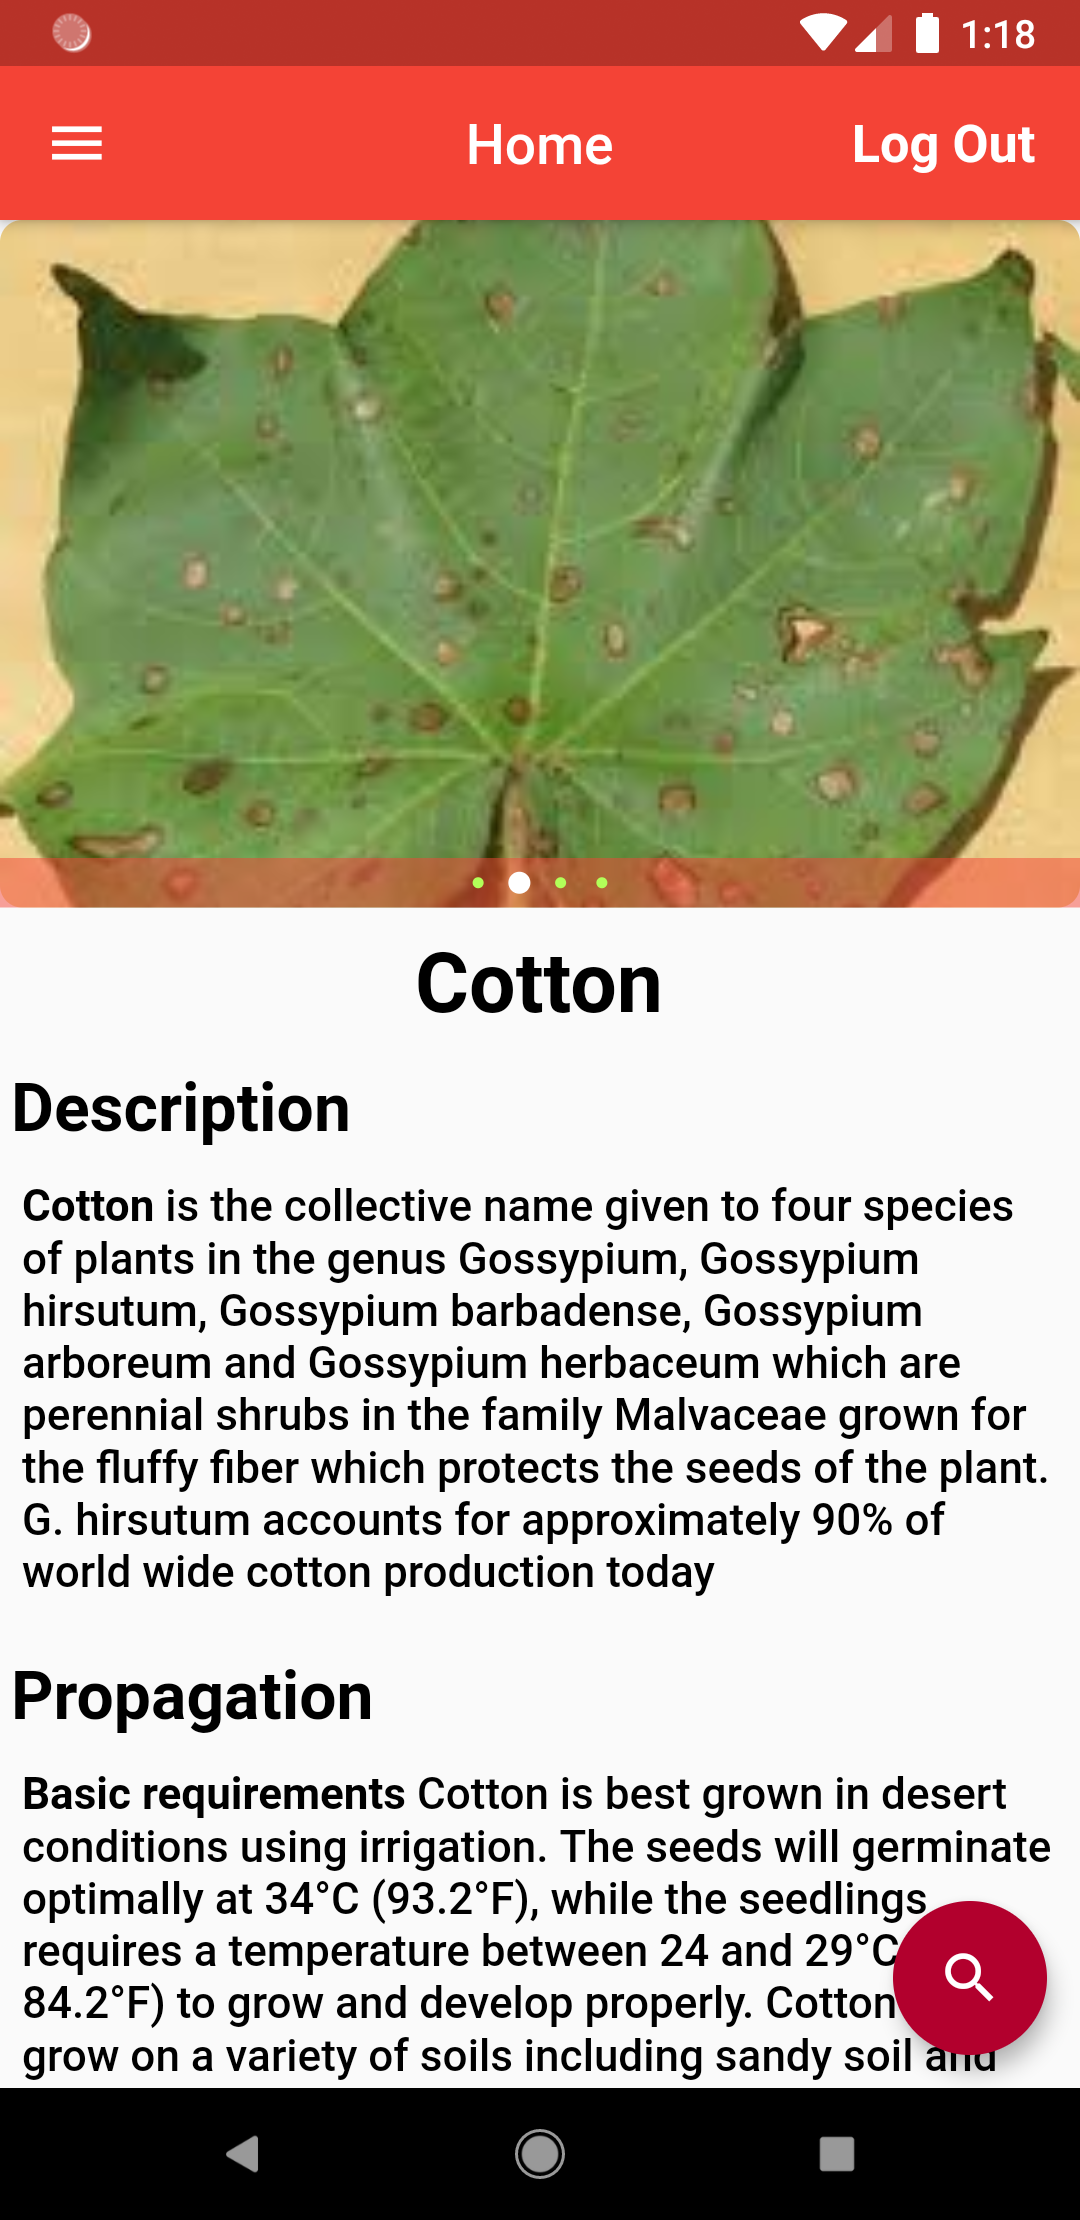 1:18
Home
Log Out
Cotton
Description
Cotton is the collective name given to four species
of plants in the genus Gossypium, Gossypium
hirsutum, Gossypium barbadense, Gossypium
arboreum and Gossypium herbaceum which are
perennial shrubs in the family Malvaceae grown for
the fluffy fiber which protects the seeds of the plant.
G. hirsutum accounts for approximately 90% of
world wide cotton production today
Propagation
Basic requirements Cotton is best grown in desert
conditions using irrigation. The seeds will germinate
optimally at 34°C (93.2°F), while the seedlings
requires a temperature between 24 and 29°C
84.2°F) to grow and develop properly. Cotton
grow on a variety of soils including sandy soil and